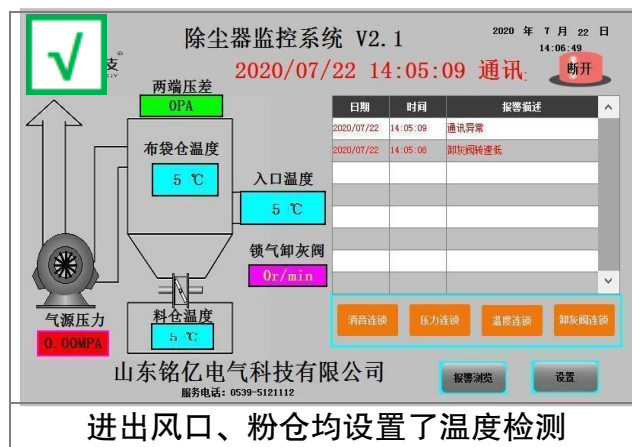 除尘器监控系统 V2.1
2020 年 7 月 22 日
14:06:49
技
2020/07/22 14:05:09 通讯:
断开
两端压差
0PA
日期 时间 报警描述
2020/07/22 14:05:09 通讯异常
2020/07/22 14:05:08 卸灰阀转速低
布袋仓温度
5 ℃
入口温度
5 ℃
锁气卸灰阀
0r/min
气源压力
0.00MPA
料仓温度
5 ℃
消音连锁 压力连锁 温度连锁 卸灰阀连锁
山东铭亿电气科技有限公司
服务电话: 0539-5121112
报警浏览 设置
进出风口、粉仓均设置了温度检测